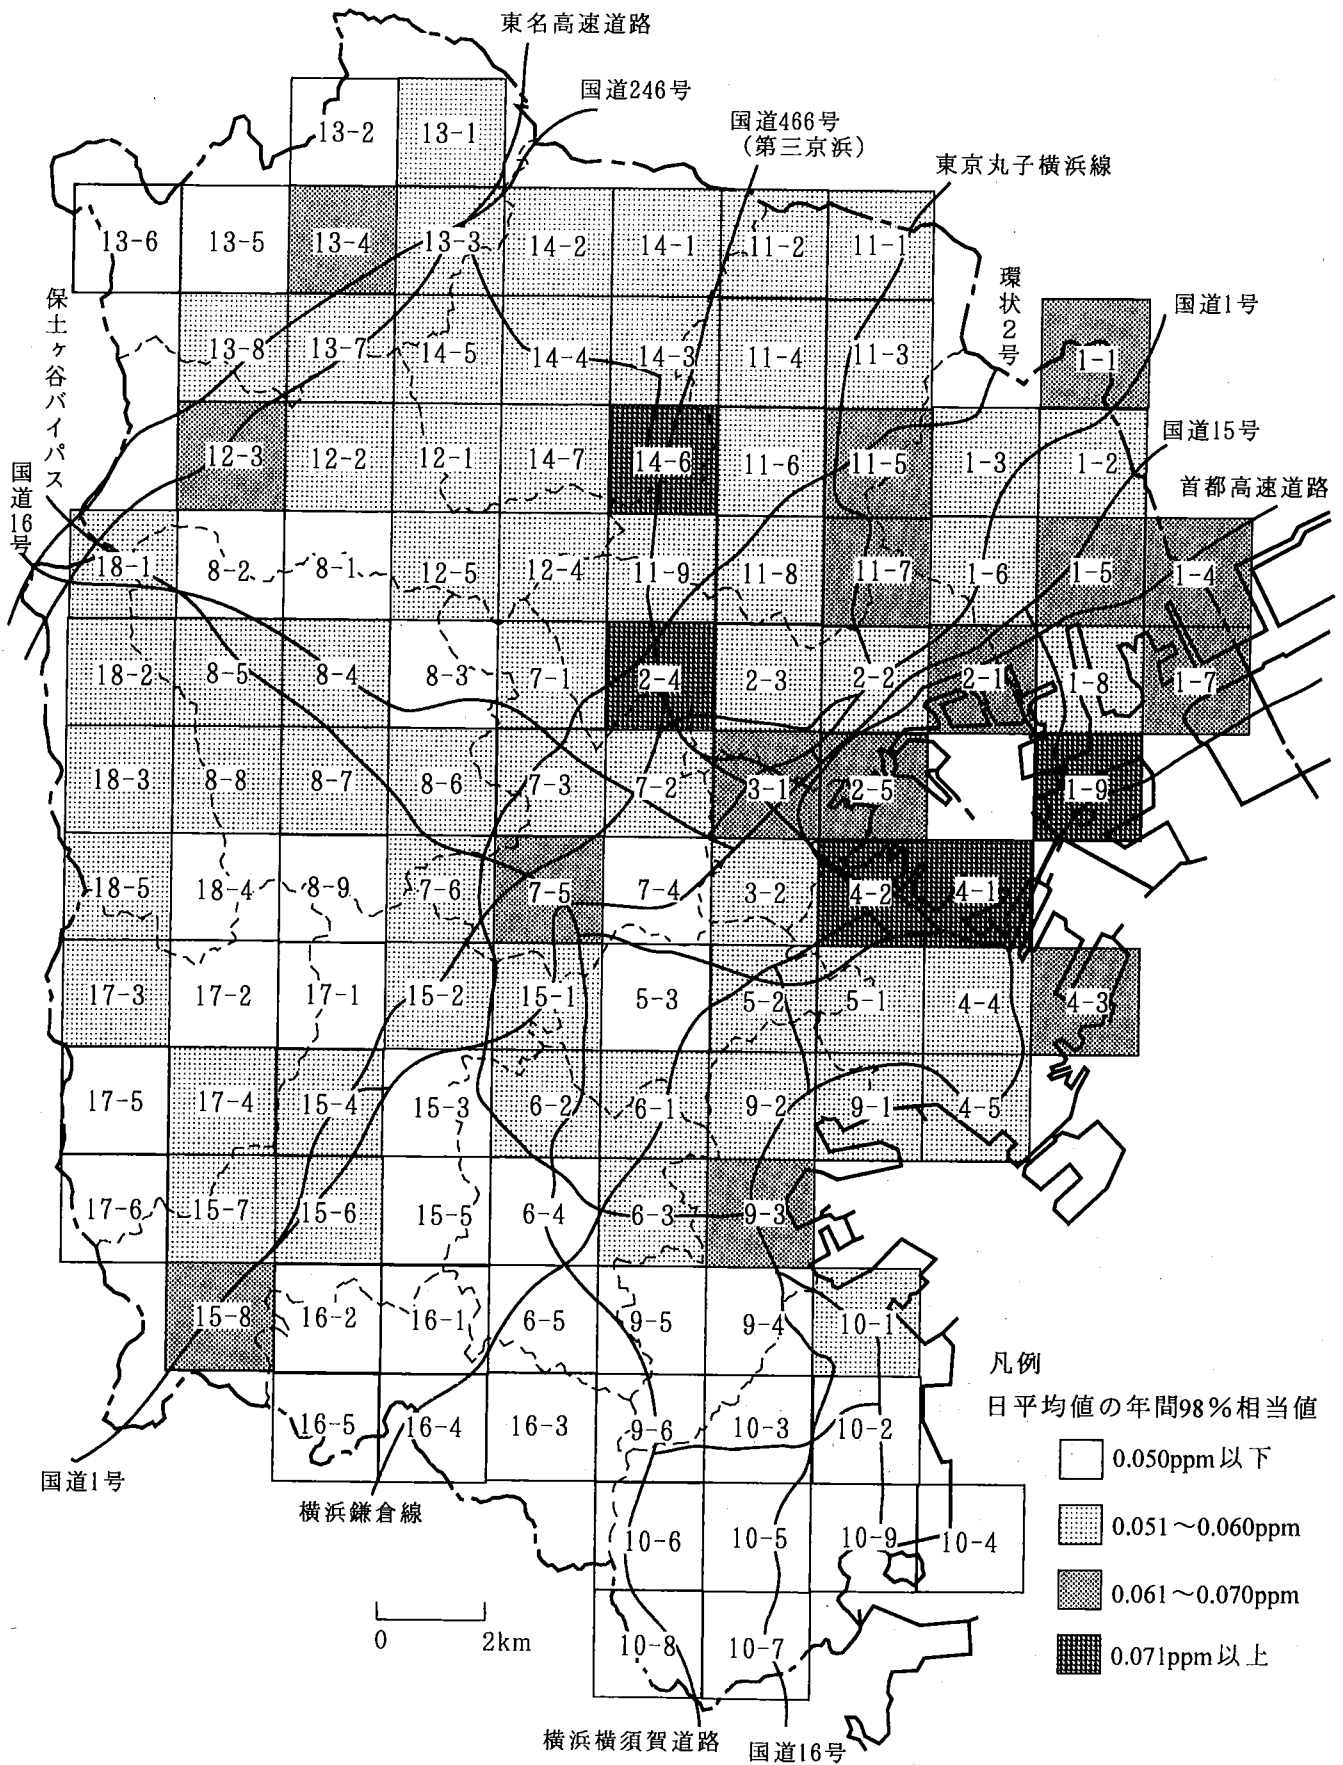 東名高速道路
国道246号
国道466号
(第三京浜)
東京丸子横浜線
環状2号
国道1号
国道15号
首都高速道路
保土ヶ谷バイパス
国道16号
13-2 13-1
13-6 13-5 13-4 13-3 14-2 14-1 11-2 11-1
13-8 13-7 14-5 14-4 14-3 11-4 11-3 1-1
12-3 12-2 12-1 14-7 14-6 11-6 11-5 1-3 1-2
18-1 8-2 8-1 12-5 12-4 11-9 11-8 11-7 1-6 1-5 1-4
18-2 8-5 8-4 8-3 7-1 2-4 2-3 2-2 2-1 1-8 1-7
18-3 8-8 8-7 8-6 7-3 7-2 3-1 2-5 1-9
18-5 18-4 8-9 7-6 7-5 7-4 3-2 4-2 4-1
17-3 17-2 17-1 15-2 15-1 5-3 5-2 5-1 4-4 4-3
17-5 17-4 15-4 15-3 6-2 6-1 9-2 9-1 4-5
17-6 15-7 15-6 15-5 6-4 6-3 9-3
15-8 16-2 16-1 6-5 9-5 9-4 10-1
16-5 16-4 16-3 9-6 10-3 10-2
10-6 10-5 10-9 10-4
10-8 10-7
国道1号
横浜鎌倉線
横浜横須賀道路
国道16号
0 2km
凡例
日平均値の年間98%相当値
0.050ppm以下
0.051～0.060ppm
0.061～0.070ppm
0.071ppm以上